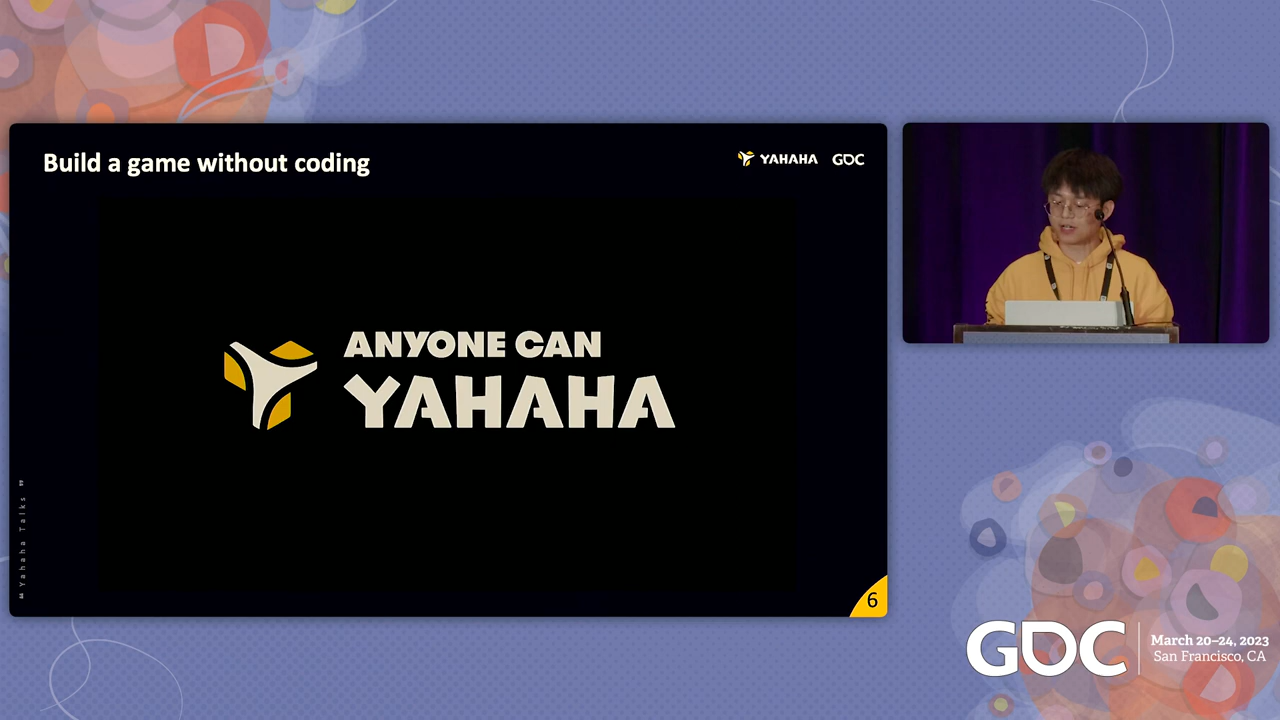 Build a game without coding
YAHAHA GDC
ANYONE CAN
YAHAHA
Yahaha Talks
6
GDC
March 20–24, 2023
San Francisco, CA